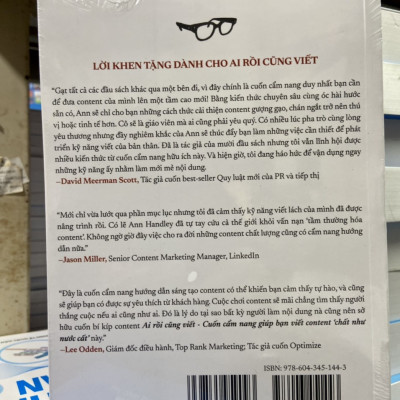 LỜI KHEN TẶNG DÀNH CHO AI RỒI CŨNG VIẾT
“Gạt tất cả các đầu sách khác qua một bên đi, vì đây chính là cuốn cẩm nang duy nhất bạn cần
để đưa content của mình lên một tầm cao mới! Bằng kiến thức chuyên sâu cùng óc hài hước
sẵn có, Ann sẽ chỉ cho bạn những cách thức cải thiện content gượng gạo, chán ngắt trở nên thú
vị hoặc tinh tế hơn. Cô sẽ là giáo viên mà ai cũng phải yêu quý. Có nhiều lúc pha trò cùng lòng
yêu thương nhưng đầy nghiêm khắc của Ann sẽ thúc đẩy bạn làm những việc cần thiết để phát
triển kỹ năng viết của bản thân. Đã là tác giả của mười đầu sách nhưng tôi vẫn lĩnh hội được
nhiều kiến thức từ cuốn cẩm nang hữu ích này. Và hiện giờ, tôi đang háo hức để vận dụng ngay
những kỹ năng ấy nhằm làm mới mẻ nội dung.
–David Meerman Scott, Tác giả cuốn best-seller Quy luật mới của PR và tiếp thị
“Mới chỉ vừa lướt qua phần mục lục nhưng tôi đã cảm thấy kỹ năng viết lách của mình đã được
nâng trình rồi. Có lẽ Ann Handley đã tự tay cứu cả thế giới khỏi vấn nạn ‘tầm thường hóa
content’. Không ngờ giờ đây việc cho ra đời những content chất lượng cũng có cẩm nang hướng
dẫn nữa.”
–Jason Miller, Senior Content Marketing Manager, LinkedIn
“Đây là cuốn cẩm nang hướng dẫn sáng tạo content có thể khiến bạn cảm thấy tự hào, và cũng
sẽ giúp bạn có được sự yêu thích từ khách hàng. Cuộc chơi content sẽ mãi chẳng tìm thấy người
thắng cuộc nếu ai cũng như ai. Đó là lý do tại sao bất kỳ người làm nội dung nà cũng nên sở
hữu cuốn bí kíp content Ai rồi cũng viết - Cuốn cẩm nang giúp bạn viết content ‘chất như
nước cất’ này.”
–Lee Odden, Giám đốc điều hành, Top Rank Marketing; Tác giả cuốn Optimize
ISBN: 978-604-345-144-3